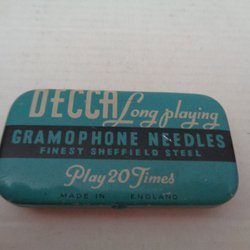 DECCA Long playing
GRAMOPHONE NEEDLES
FINEST SHEFFIELD STEEL
Play 20 Times
MADE IN ENGLAND